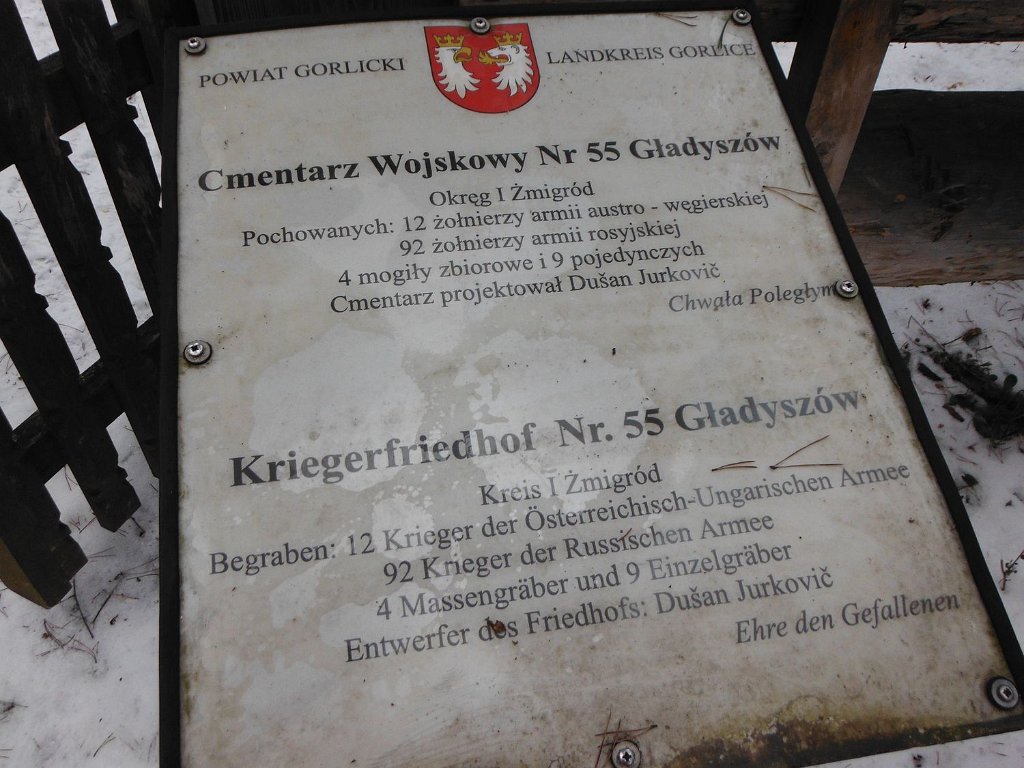 POWIAT GORLICKI
LANDKREIS GORLICE
Cmentarz Wojskowy Nr 55 Gładyszów
Okręg I Żmigród
Pochowanych: 12 żołnierzy armii austro - węgierskiej
92 żołnierzy armii rosyjskiej
4 mogiły zbiorowe i 9 pojedynczych
Cmentarz projektował Dušan Jurkovič
Chwała Poległym
Kriegerfriedhof Nr. 55 Gładyszów
Kreis I Żmigród
Begraben: 12 Krieger der Österreichisch-Ungarischen Armee
92 Krieger der Russischen Armee
4 Massengräber und 9 Einzelgräber
Entwerfer des Friedhofs: Dušan Jurkovič
Ehre den Gefallenen